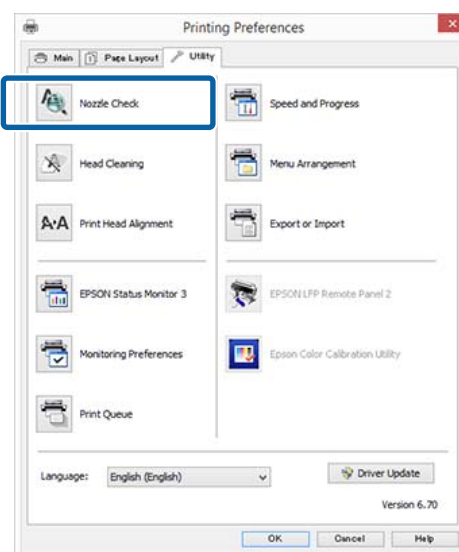 Printing Preferences
Main
Page Layout
Utility
Nozzle Check
Speed and Progress
Head Cleaning
Menu Arrangement
A·A Print Head Alignment
Export or Import
EPSON Status Monitor 3
EPSON LFP Remote Panel 2
Monitoring Preferences
Epson Color Calibration Utility
Print Queue
Language: English (English)
Driver Update
Version 6.70
OK Cancel Help